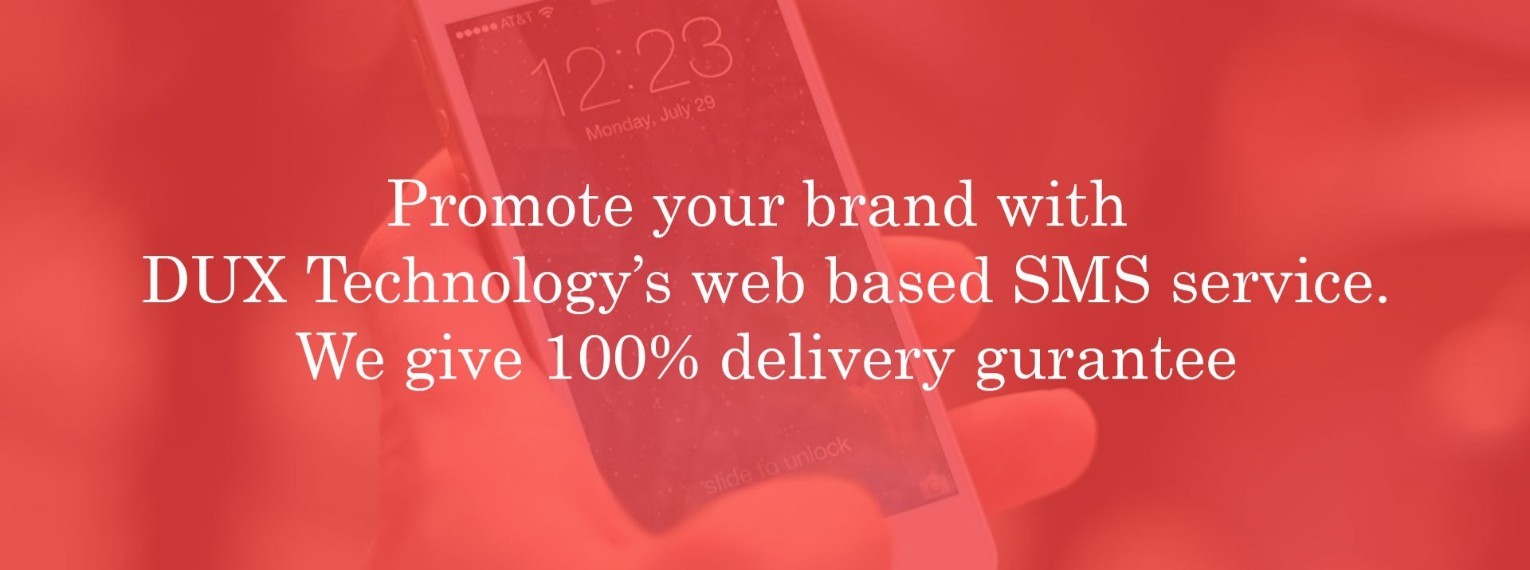 AT&T
12:23
Monday, July 29
Promote your brand with
DUX Technology’s web based SMS service.
We give 100% delivery gurantee
slide to unlock